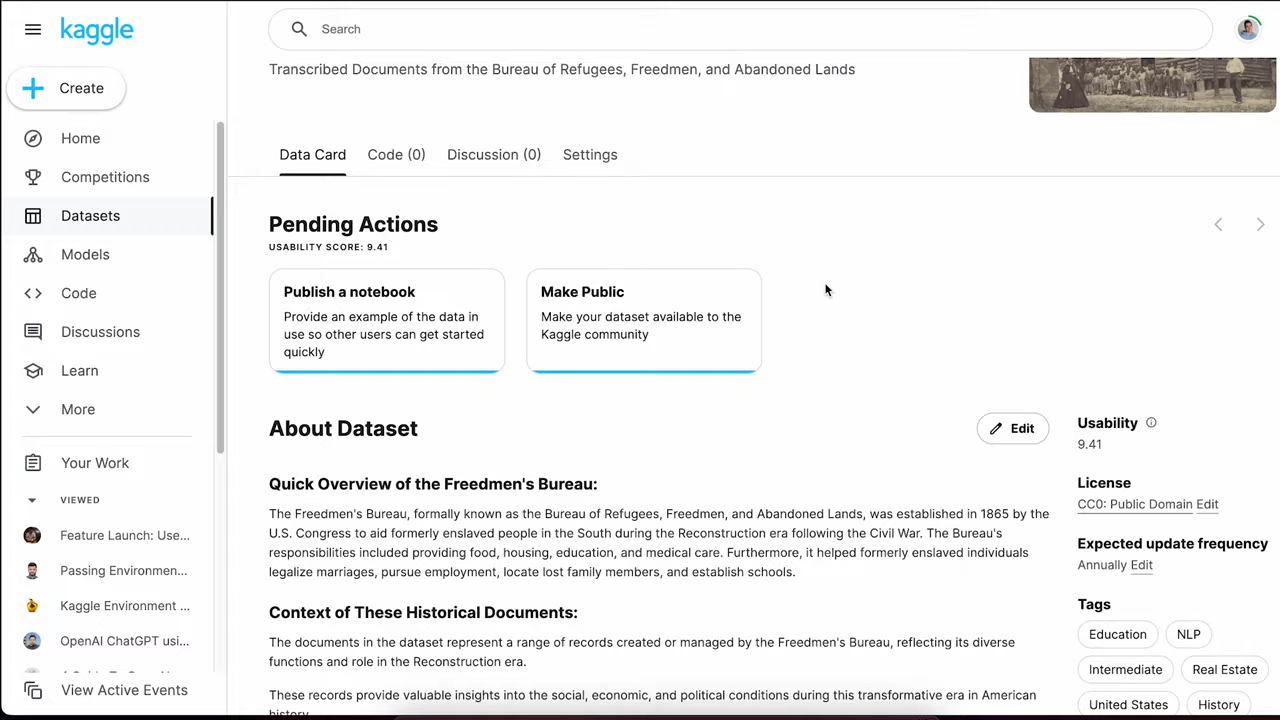 kaggle
Search
Create
Home
Competitions
Datasets
Models
Code
Discussions
Learn
More
Your Work
VIEWED
Feature Launch: Use...
Passing Environmen...
Kaggle Environment ...
OpenAI ChatGPT usi...
View Active Events
Transcribed Documents from the Bureau of Refugees, Freedmen, and Abandoned Lands
Data Card Code (0) Discussion (0) Settings
Pending Actions
USABILITY SCORE: 9.41
Publish a notebook
Provide an example of the data in
use so other users can get started
quickly
Make Public
Make your dataset available to the
Kaggle community
About Dataset
Edit
Quick Overview of the Freedmen's Bureau:
The Freedmen's Bureau, formally known as the Bureau of Refugees, Freedmen, and Abandoned Lands, was established in 1865 by the
U.S. Congress to aid formerly enslaved people in the South during the Reconstruction era following the Civil War. The Bureau's
responsibilities included providing food, housing, education, and medical care. Furthermore, it helped formerly enslaved individuals
legalize marriages, pursue employment, locate lost family members, and establish schools.
Context of These Historical Documents:
The documents in the dataset represent a range of records created or managed by the Freedmen's Bureau, reflecting its diverse
functions and role in the Reconstruction era.
These records provide valuable insights into the social, economic, and political conditions during this transformative era in American
history.
Usability
9.41
License
CC0: Public Domain Edit
Expected update frequency
Annually Edit
Tags
Education NLP
Intermediate Real Estate
United States History